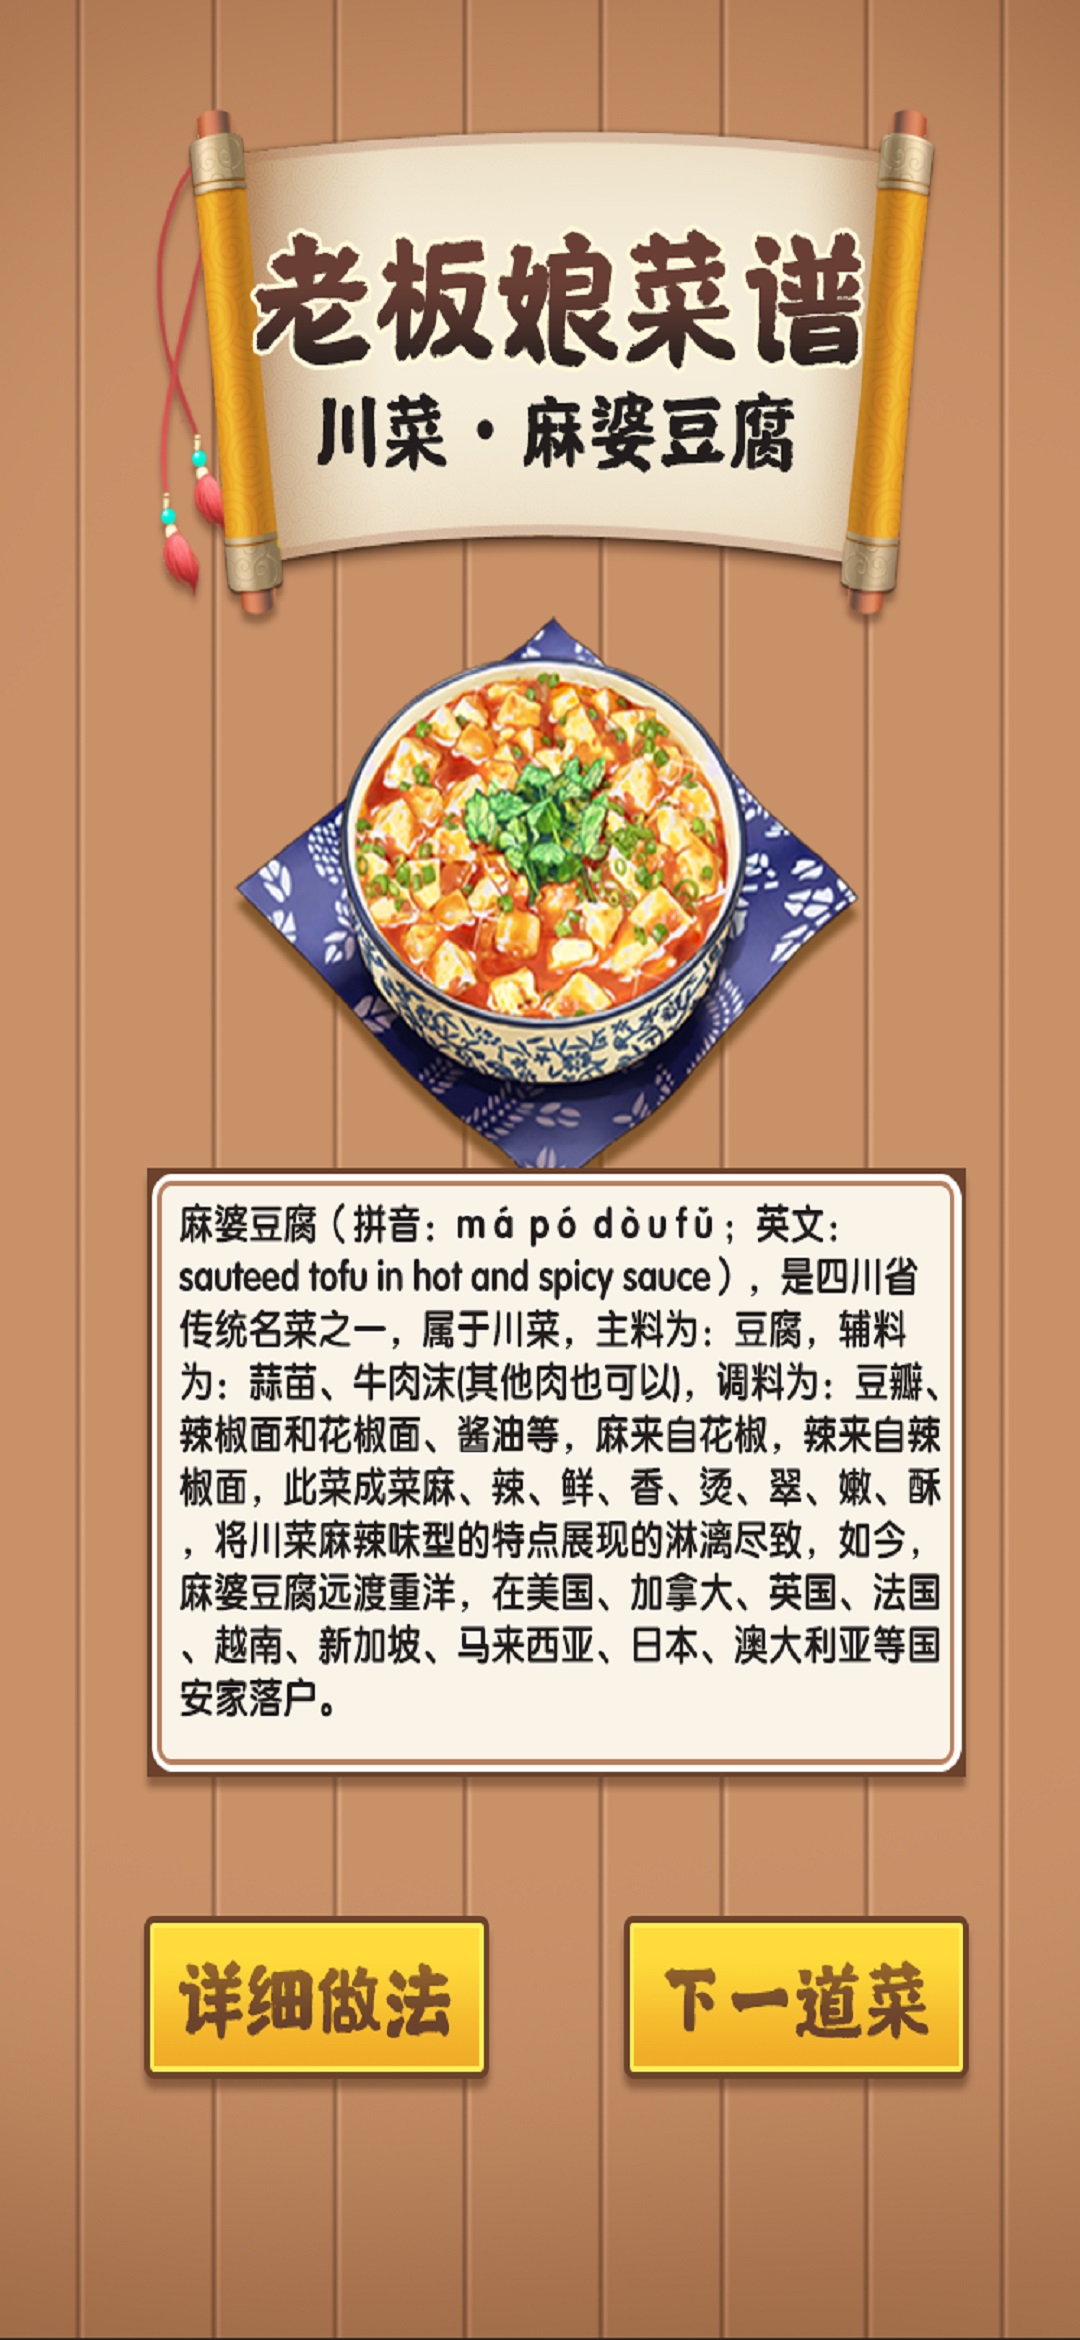 老板娘菜谱
川菜·麻婆豆腐
麻婆豆腐（拼音：má pó dòufǔ；英文：
sauteed tofu in hot and spicy sauce），是四川省
传统名菜之一，属于川菜，主料为：豆腐，辅料
为：蒜苗、牛肉沫(其他肉也可以)，调料为：豆瓣、
辣椒面和花椒面、酱油等，麻来自花椒，辣来自辣
椒面，此菜成菜麻、辣、鲜、香、烫、翠、嫩、酥
，将川菜麻辣味型的特点展现的淋漓尽致，如今，
麻婆豆腐远渡重洋，在美国、加拿大、英国、法国
、越南、新加坡、马来西亚、日本、澳大利亚等国
安家落户。
详细做法
下一道菜